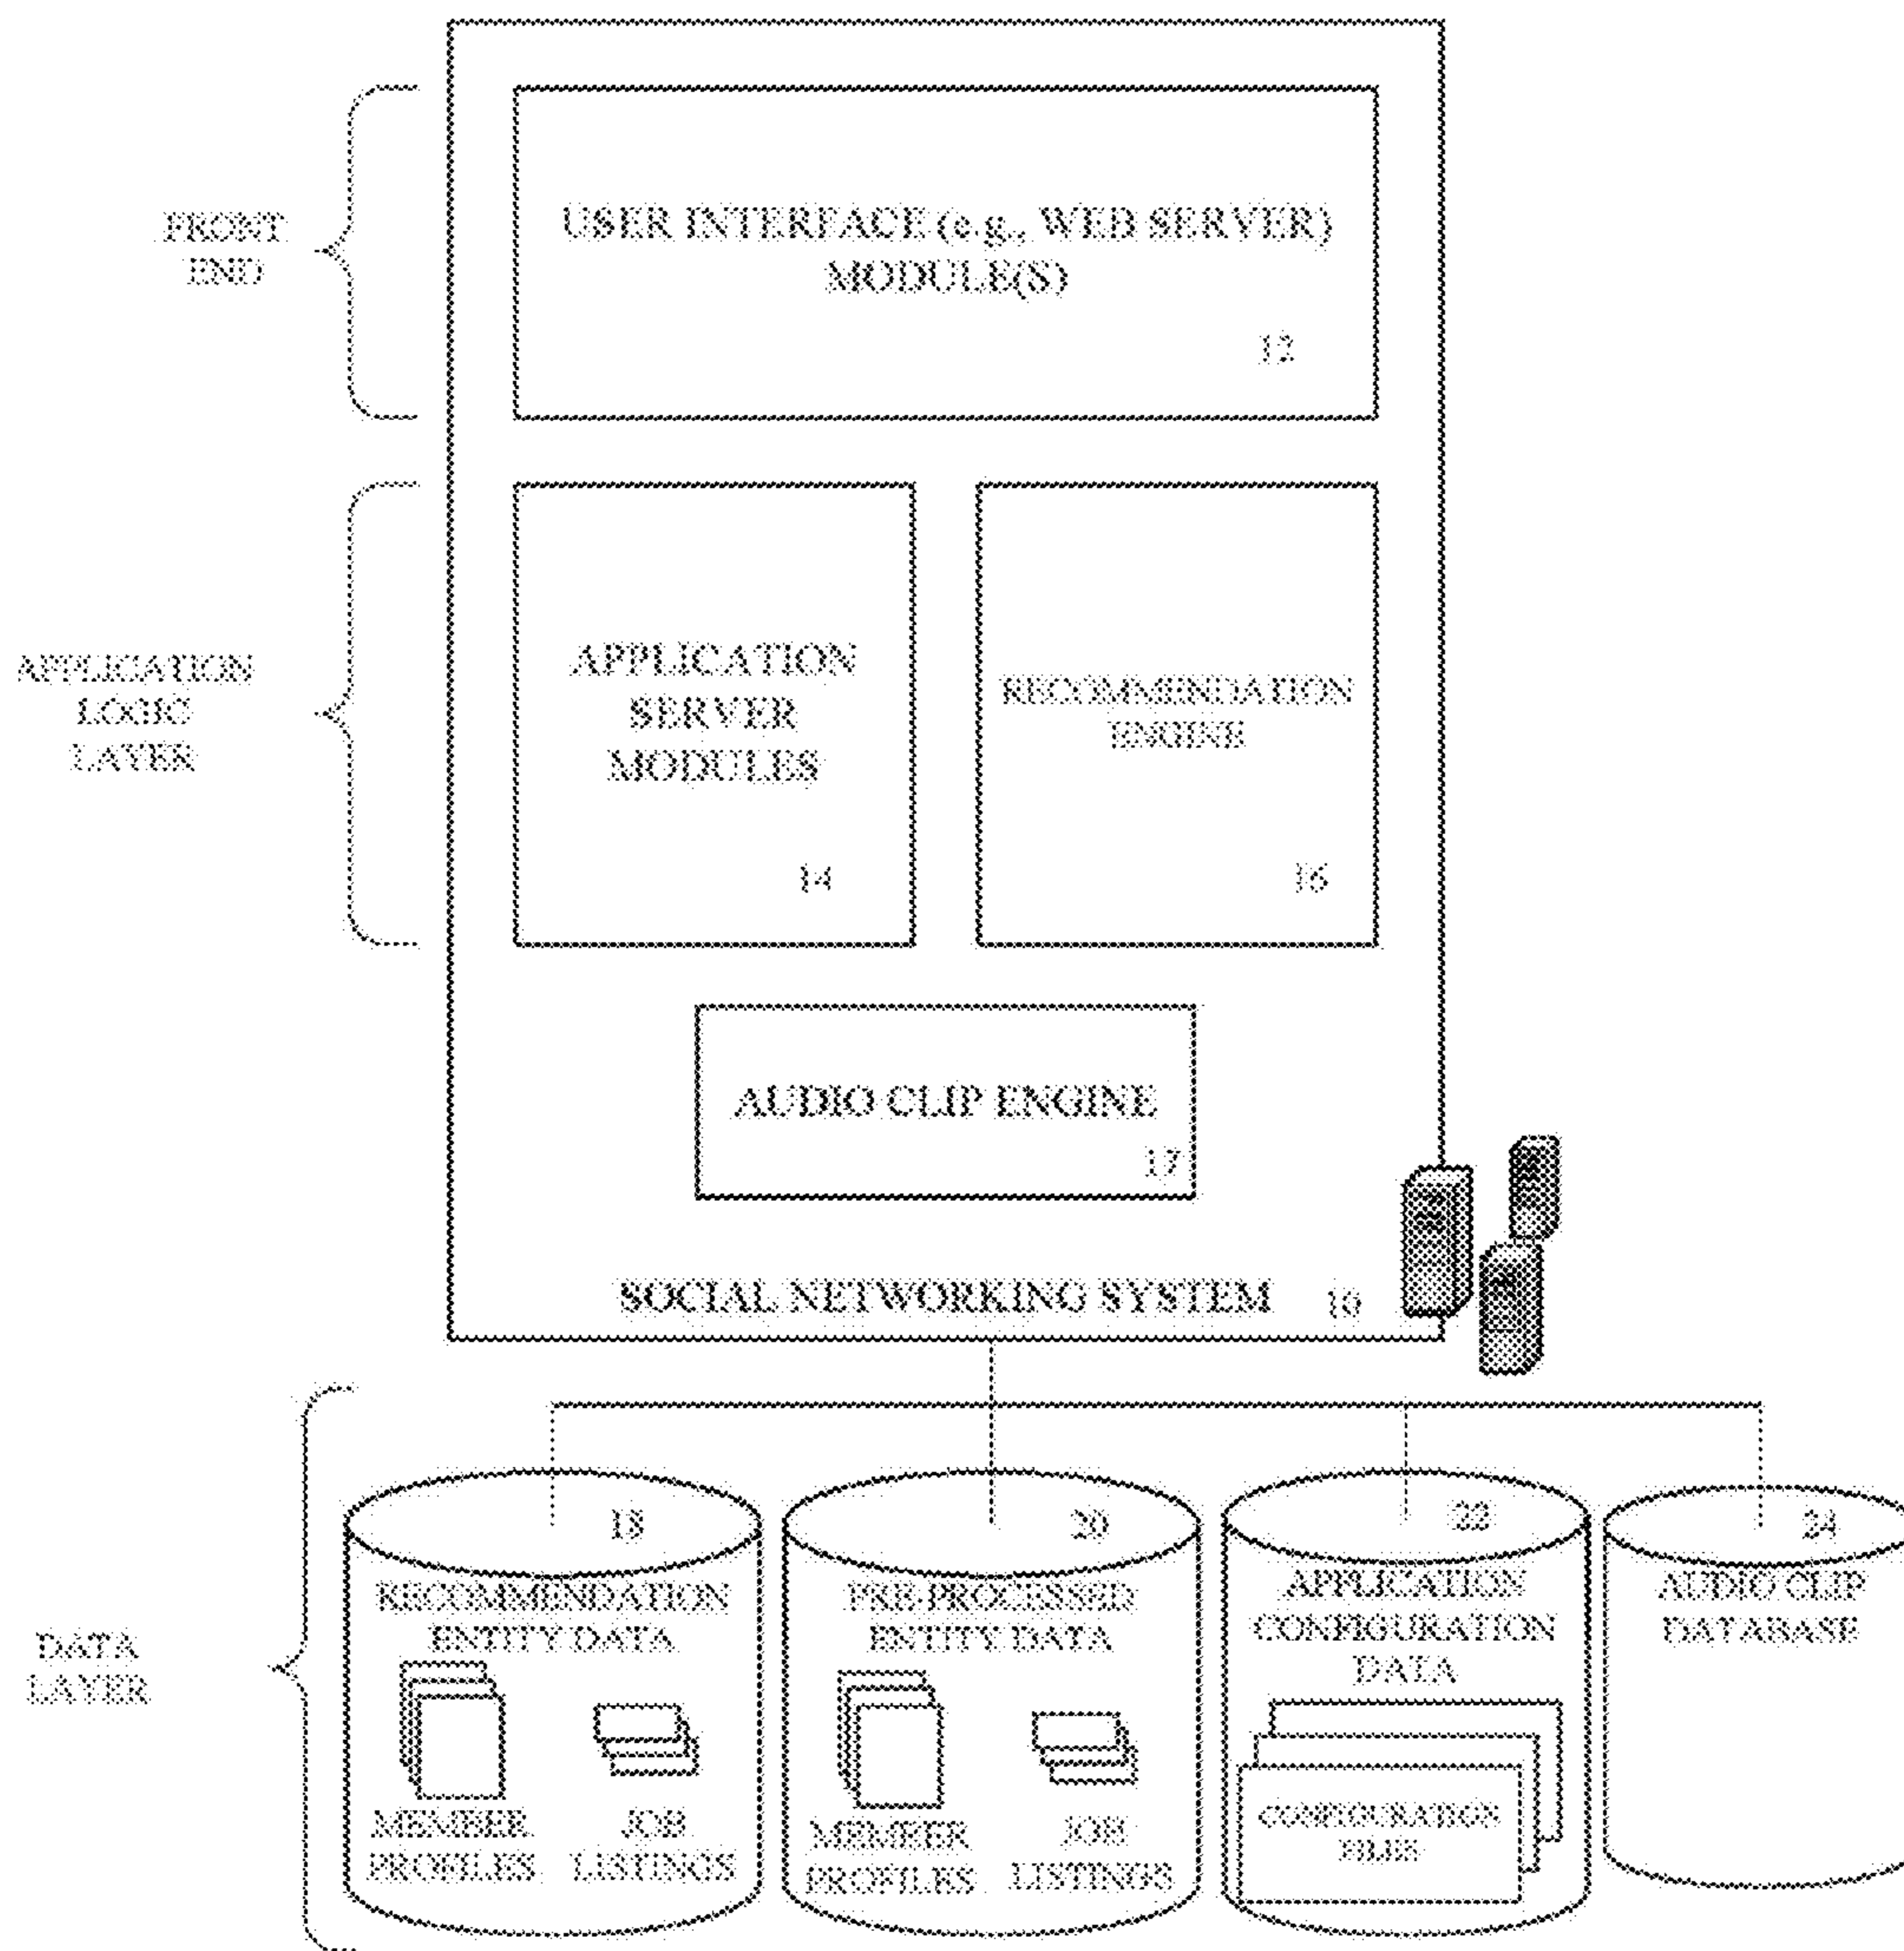 FRONT
END
USER INTERFACE (e.g., WEB SERVER)
MODULE(S)
12
APPLICATION
LOGIC
LAYER
APPLICATION
SERVER
MODULES
14
RECOMMENDATION
ENGINE
16
AUDIO CLIP ENGINE
17
SOCIAL NETWORKING SYSTEM 10
DATA
LAYER
18
RECOMMENDATION
ENTITY DATA
MEMBER
PROFILES
JOB
LISTINGS
20
PRE-PROCESSED
ENTITY DATA
MEMBER
PROFILES
JOB
LISTINGS
22
APPLICATION
CONFIGURATION
DATA
CONFIGURATION
FILES
24
AUDIO CLIP
DATABASE